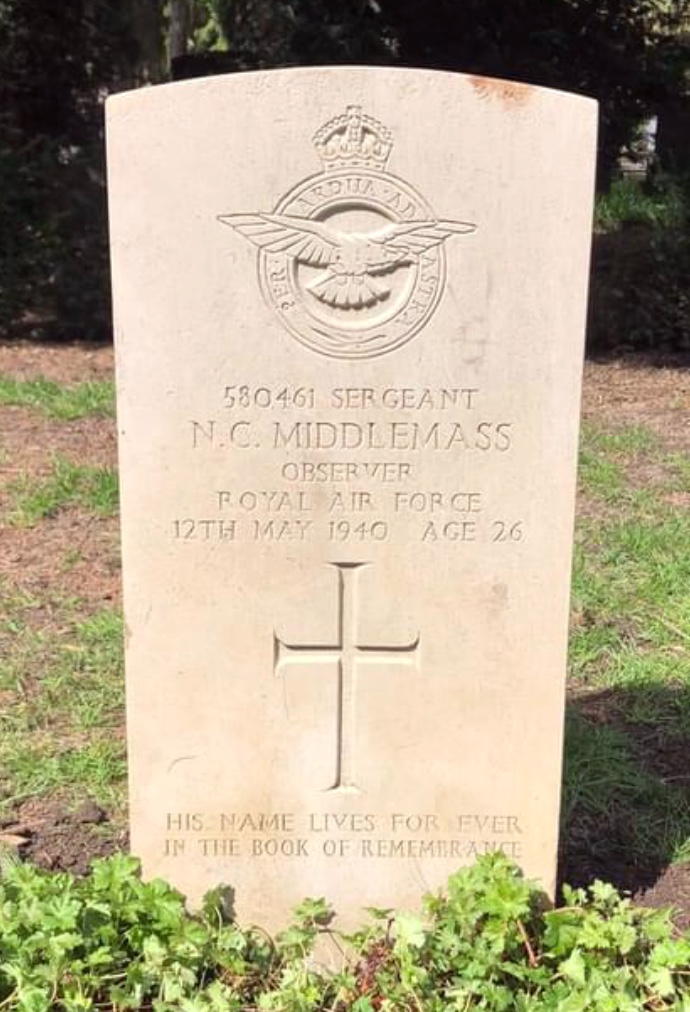 PER · ARDUA · AD ASTRA
580461 SERGEANT
N.C. MIDDLEMASS
OBSERVER
ROYAL AIR FORCE
12TH MAY 1940 AGE 26
HIS NAME LIVES FOR EVER
IN THE BOOK OF REMEMBRANCE